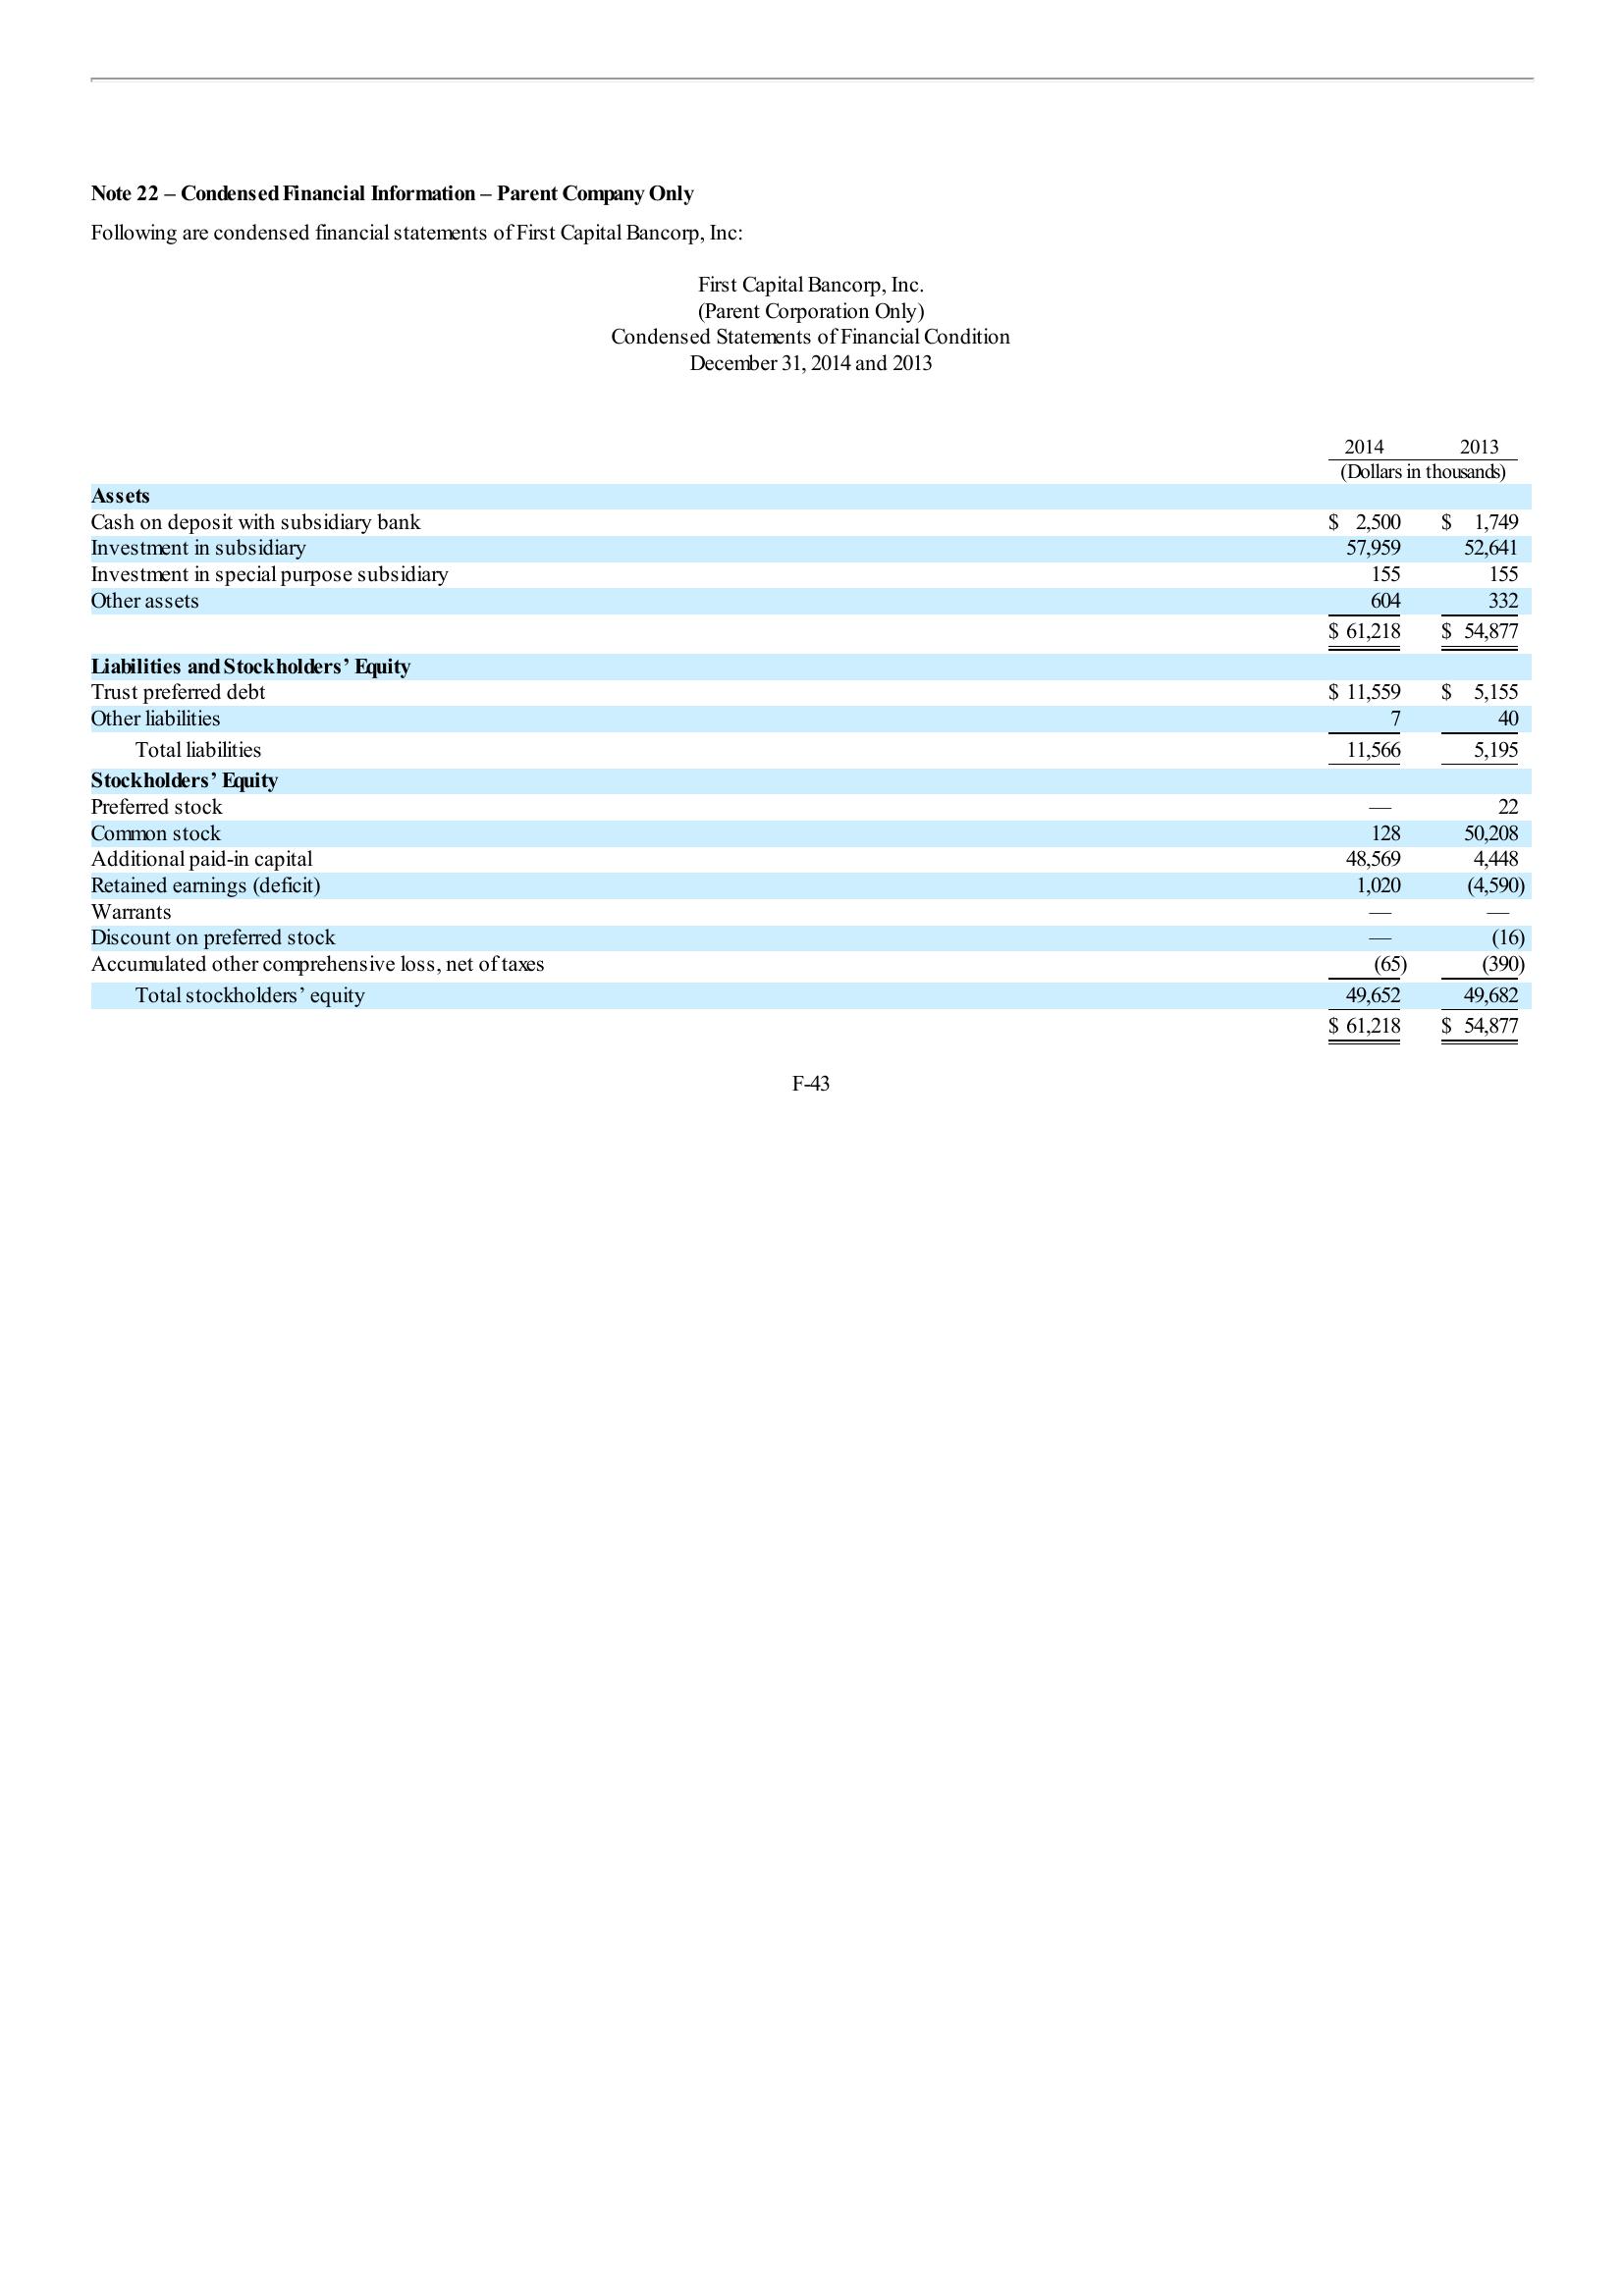 Note 22 – Condensed Financial Information – Parent Company Only
Following are condensed financial statements of First Capital Bancorp, Inc:
First Capital Bancorp, Inc.
(Parent Corporation Only)
Condensed Statements of Financial Condition
December 31, 2014 and 2013
2014 2013
(Dollars in thousands)
Assets
Cash on deposit with subsidiary bank $ 2,500 $ 1,749
Investment in subsidiary 57,959 52,641
Investment in special purpose subsidiary 155 155
Other assets 604 332
$ 61,218 $ 54,877
Liabilities and Stockholders’ Equity
Trust preferred debt $ 11,559 $ 5,155
Other liabilities 7 40
Total liabilities 11,566 5,195
Stockholders’ Equity
Preferred stock — 22
Common stock 128 50,208
Additional paid-in capital 48,569 4,448
Retained earnings (deficit) 1,020 (4,590)
Warrants — —
Discount on preferred stock — (16)
Accumulated other comprehensive loss, net of taxes (65) (390)
Total stockholders’ equity 49,652 49,682
$ 61,218 $ 54,877
F-43